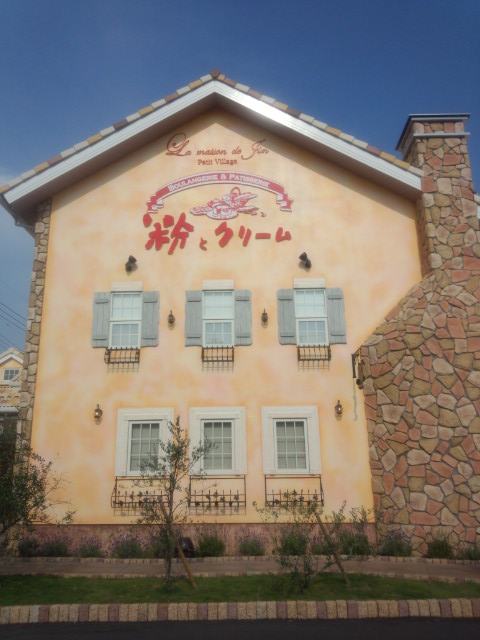 La maison de Jin
Petit Village
BOULANGERIE & PATISSERIE
粉とクリーム